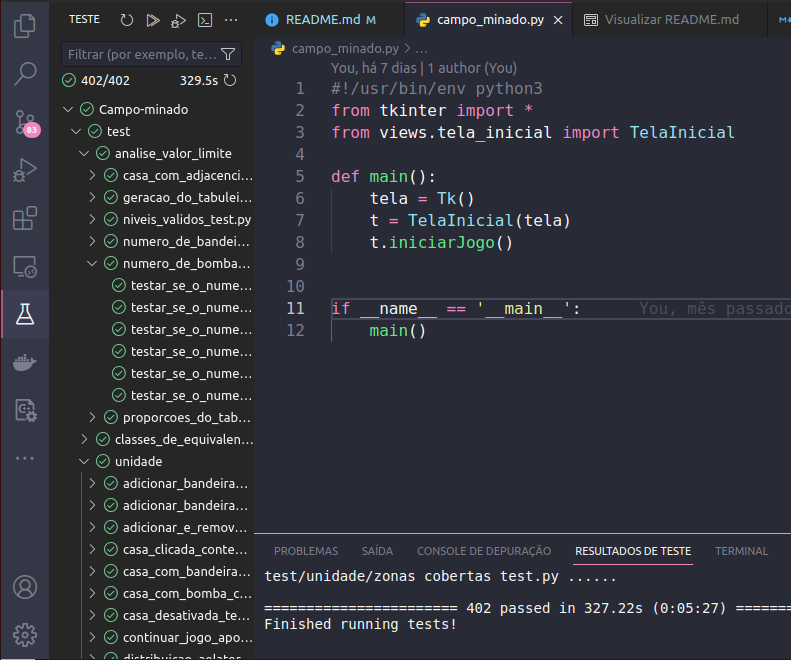 TESTE
Filtrar (por exemplo, te...
402/402
329.5s
Campo-minado
test
analise_valor_limite
casa_com_adjacenci...
geracao_do_tabulei...
niveis_validos_test.py
numero_de_bandei...
numero_de_bomba...
testar_se_o_nume...
testar_se_o_nume...
testar_se_o_nume...
testar_se_o_nume...
testar_se_o_nume...
testar_se_o_nume...
proporcoes_do_tab...
classes_de_equivalen...
unidade
adicionar_bandeira...
adicionar_bandeira...
adicionar_e_remov...
casa_clicada_conte...
casa_com_bandeira...
casa_com_bomba_c...
casa_desativada_te...
continuar_jogo_apo...
distribuicao_aleatos...
83
README.md M
campo_minado.py
Visualizar README.md
campo_minado.py > ...
You, há 7 dias | 1 author (You)
1 #!/usr/bin/env python3
2 from tkinter import *
3 from views.tela_inicial import TelaInicial
4
5 def main():
6 tela = Tk()
7 t = TelaInicial(tela)
8 t.iniciarJogo()
9
10
11 if __name__ == '__main__': You, mês passado
12 main()
PROBLEMAS
SAÍDA
CONSOLE DE DEPURAÇÃO
RESULTADOS DE TESTE
TERMINAL
test/unidade/zonas cobertas test.py ......
======================= 402 passed in 327.22s (0:05:27) =======
Finished running tests!